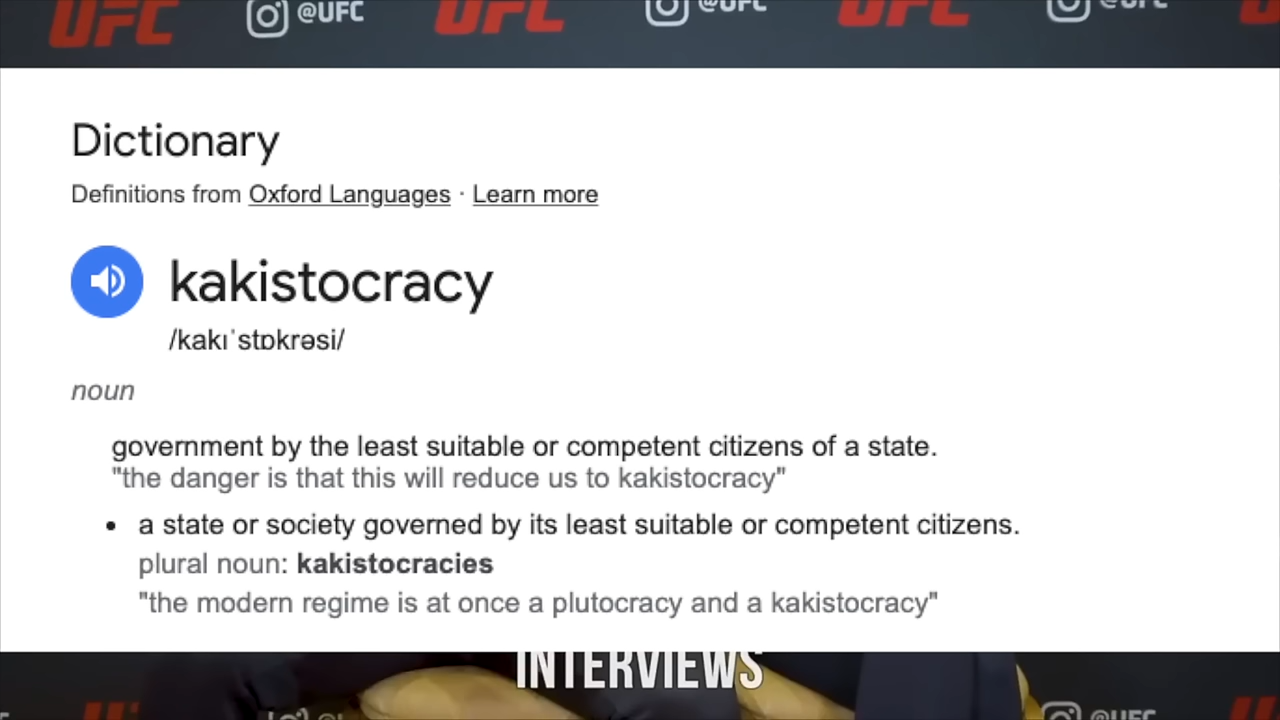 UFC @UFC UFC @UFC UFC @UFC
Dictionary
Definitions from Oxford Languages · Learn more
kakistocracy
/kakɪˈstɒkrəsi/
noun
government by the least suitable or competent citizens of a state.
"the danger is that this will reduce us to kakistocracy"
• a state or society governed by its least suitable or competent citizens.
plural noun: kakistocracies
"the modern regime is at once a plutocracy and a kakistocracy"
INTERVIEWS
@UFC